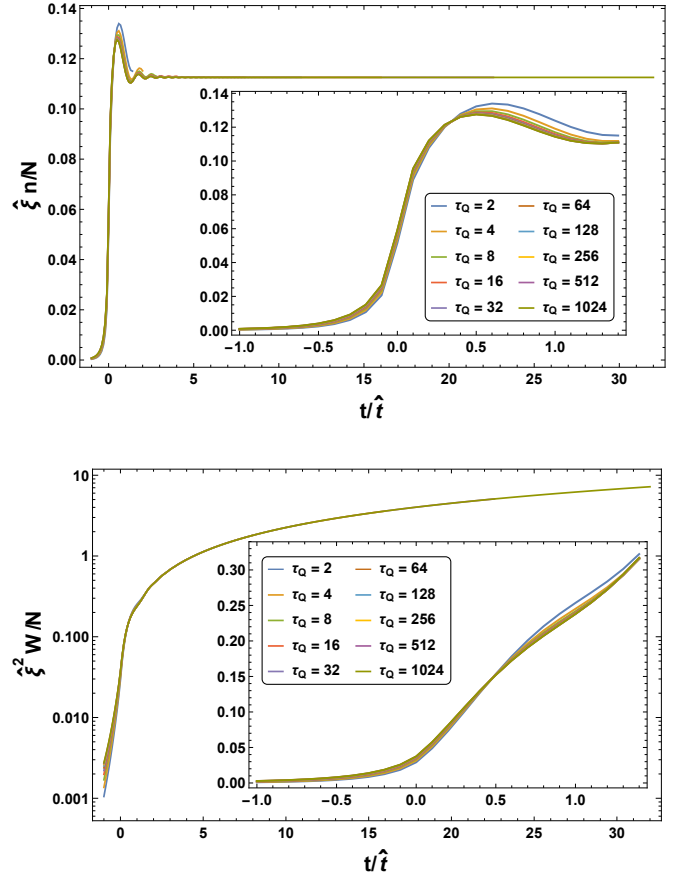 0.14
0.12
0.10
0.08
0.06
0.04
0.02
0.00
ξ̂ n/N
0.14
0.12
0.10
0.08
0.06
0.04
0.02
0.00
τQ = 2 τQ = 64
τQ = 4 τQ = 128
τQ = 8 τQ = 256
τQ = 16 τQ = 512
τQ = 32 τQ = 1024
−1.0 −0.5 0.0 0.5 1.0
0 5 10 15 20 25 30
t/t̂
10
1
0.100
0.010
0.001
ξ̂² W/N
0.30
0.25
0.20
0.15
0.10
0.05
0.00
τQ = 2 τQ = 64
τQ = 4 τQ = 128
τQ = 8 τQ = 256
τQ = 16 τQ = 512
τQ = 32 τQ = 1024
−1.0 −0.5 0.0 0.5 1.0
0 5 10 15 20 25 30
t/t̂